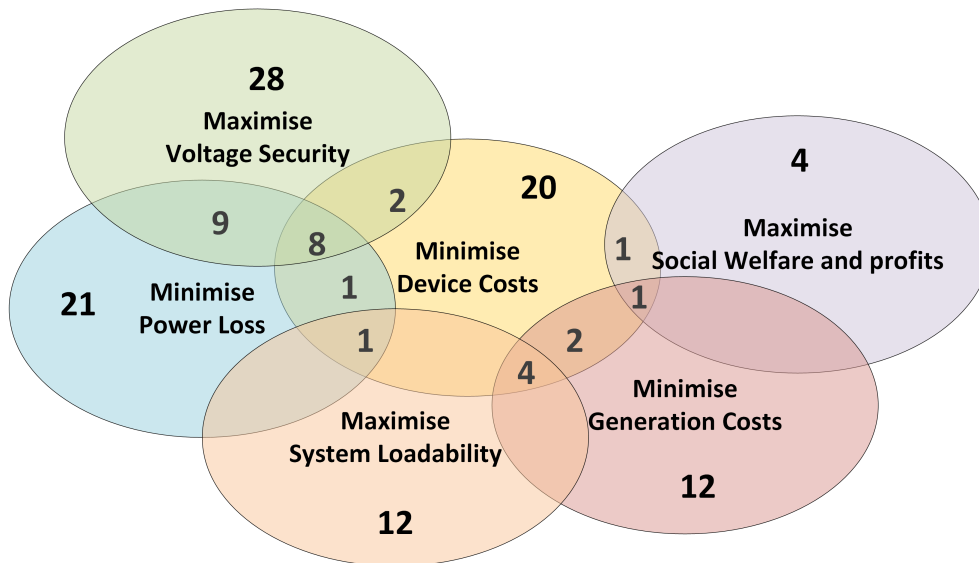 28
Maximise
Voltage Security
4
20
2
9
8
Maximise
Social Welfare and profits
1
Minimise
Device Costs
1
21
Minimise
Power Loss
1
1
2
4
Minimise
Generation Costs
Maximise
System Loadability
12
12